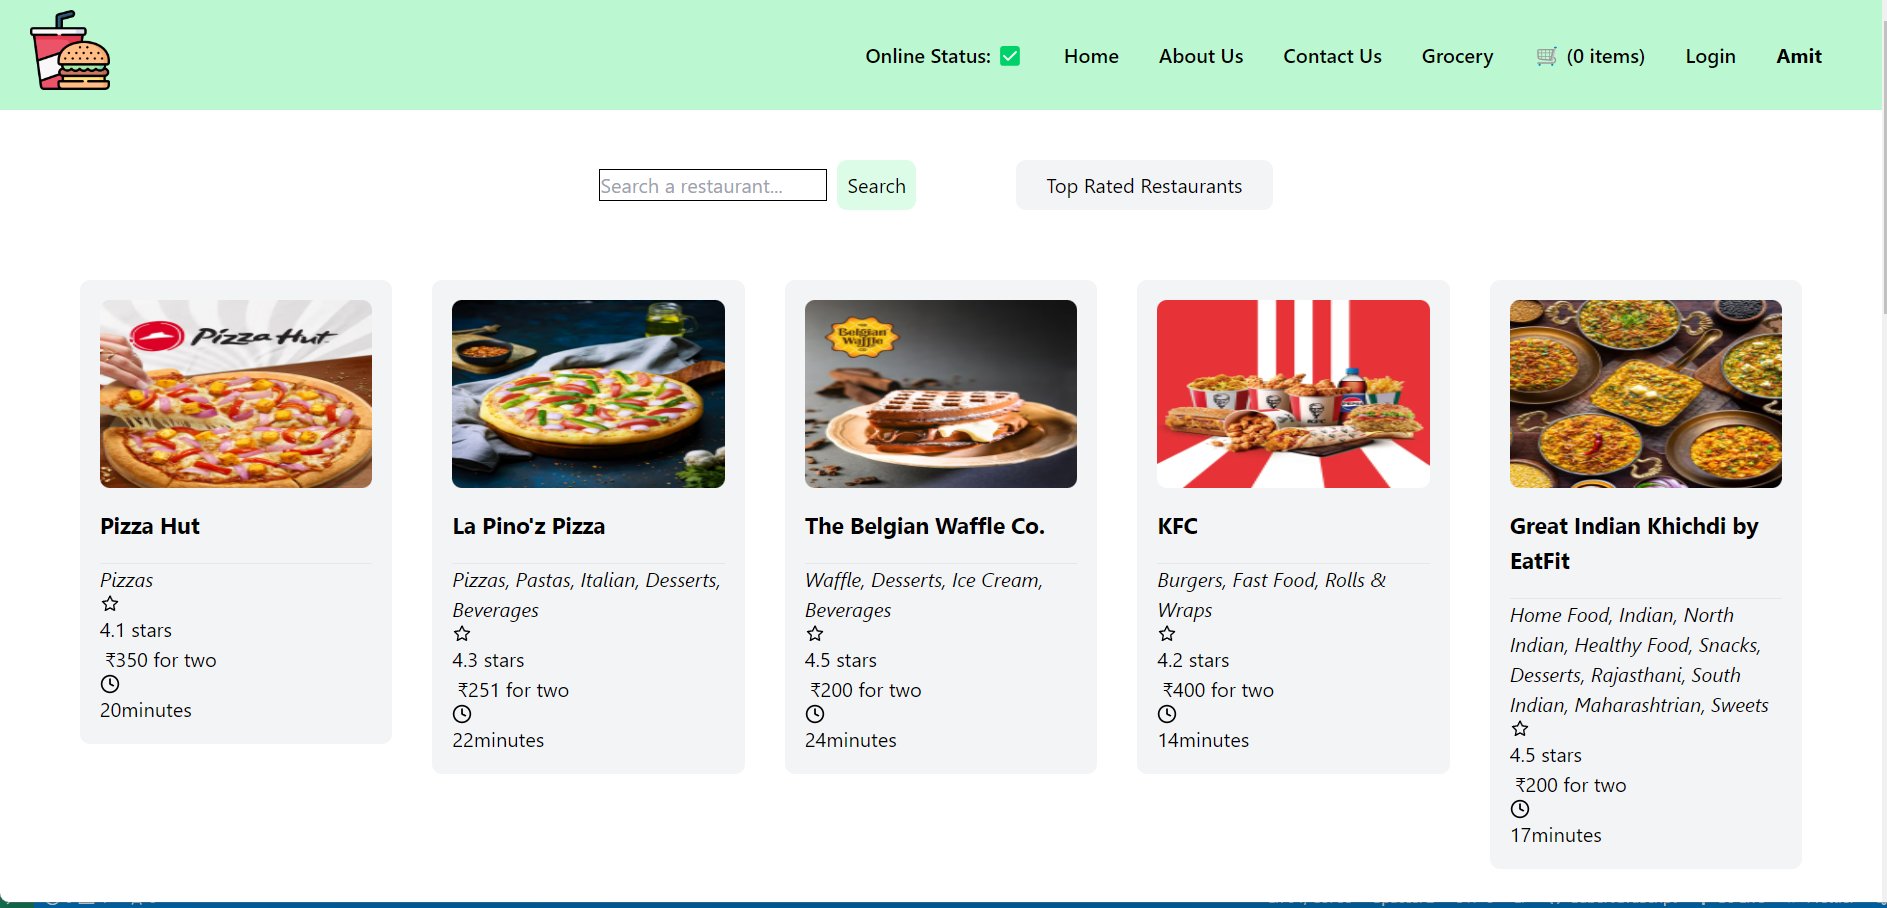 Online Status: ✅ Home About Us Contact Us Grocery 🛒 (0 items) Login Amit
Search a restaurant... Search Top Rated Restaurants
Pizza Hut
Pizza Hut
Pizzas
4.1 stars
₹350 for two
20minutes
La Pino'z Pizza
Pizzas, Pastas, Italian, Desserts,
Beverages
4.3 stars
₹251 for two
22minutes
Belgian
Waffle
The Belgian Waffle Co.
Waffle, Desserts, Ice Cream,
Beverages
4.5 stars
₹200 for two
24minutes
KFC
KFC
Burgers, Fast Food, Rolls &
Wraps
4.2 stars
₹400 for two
14minutes
Great Indian Khichdi by
EatFit
Home Food, Indian, North
Indian, Healthy Food, Snacks,
Desserts, Rajasthani, South
Indian, Maharashtrian, Sweets
4.5 stars
₹200 for two
17minutes